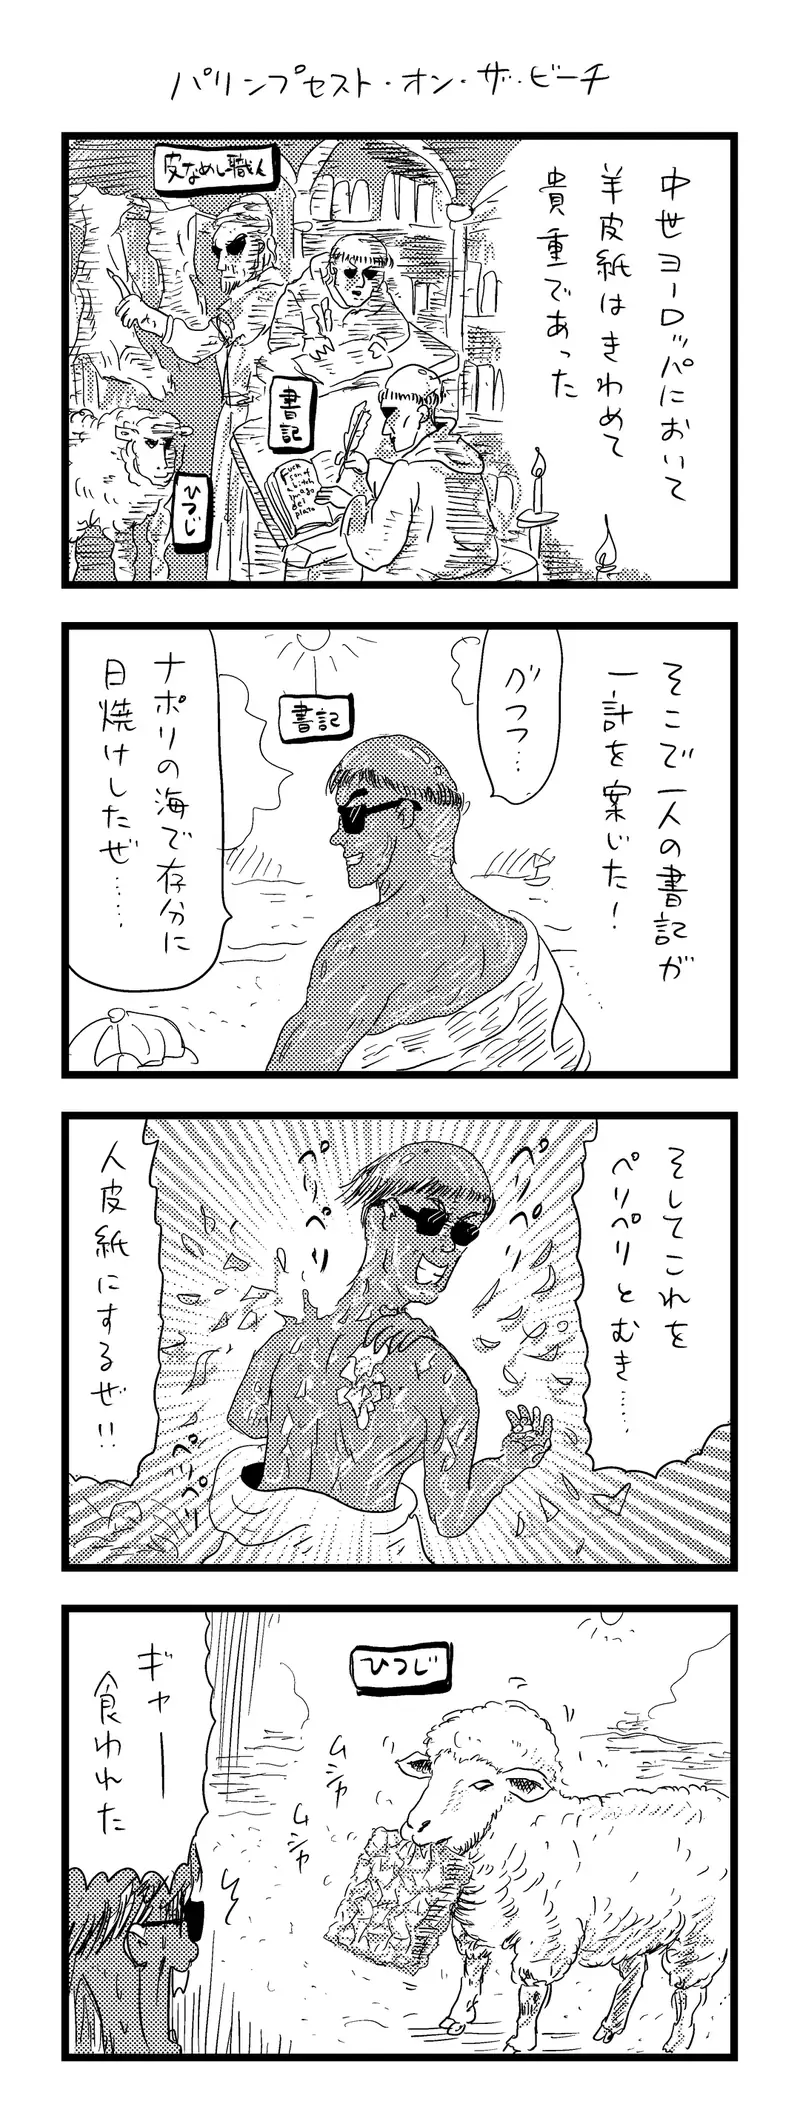 パリンプセスト・オン・ザ・ビーチ
中世ヨーロッパにおいて
羊皮紙はきわめて
貴重であった
皮なめし職人
書記
ひつじ
Fuck
son of
a bitch
そこで一人の書記が
一計を案じた!
グフフ…
書記
ナポリの海で存分に
日焼けしたぜ……
そしてこれを
ペリペリとむき……
ペリペリ
ペリペリ
ペリペリ
人皮紙にするぜ!!
ひつじ
ムシャ
ムシャ
ギャー
食われた